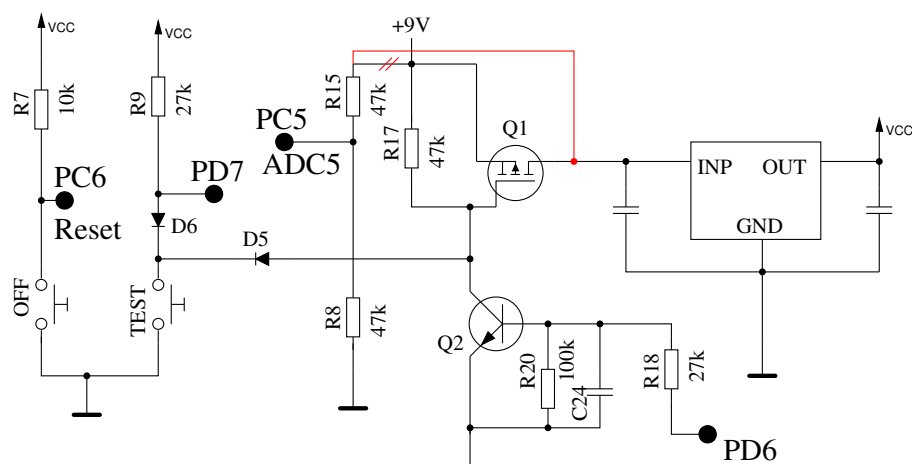 VCC
VCC
+9V
VCC
R7
10k
R9
27k
R15
47k
R17
47k
Q1
PC5
ADC5
PC6
Reset
PD7
D6
D5
INP
OUT
GND
OFF
TEST
R8
47k
Q2
R20
100k
C24
R18
27k
PD6